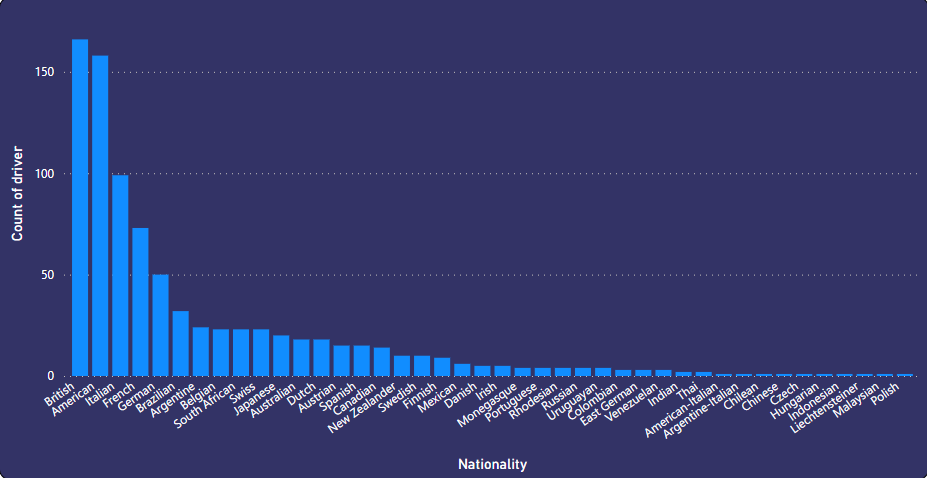 150
100
50
0
Count of driver
British
American
Italian
French
German
Brazilian
Argentine
Belgian
South African
Swiss
Japanese
Australian
Dutch
Austrian
Spanish
Canadian
New Zealander
Swedish
Finnish
Mexican
Danish
Irish
Monegasque
Portuguese
Rhodesian
Russian
Uruguayan
Colombian
East German
Venezuelan
Indian
Thai
American-Italian
Argentine-Italian
Chilean
Chinese
Czech
Hungarian
Indonesian
Liechtensteiner
Malaysian
Polish
Nationality